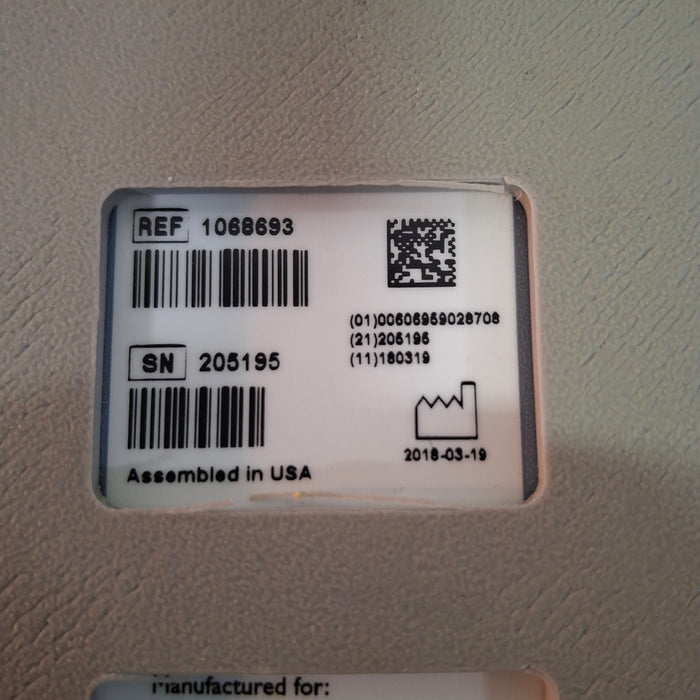 REF 1068693
(01)00606959028708
(21)205195
(11)180319
SN 205195
2018-03-19
Assembled in USA
Manufactured for: